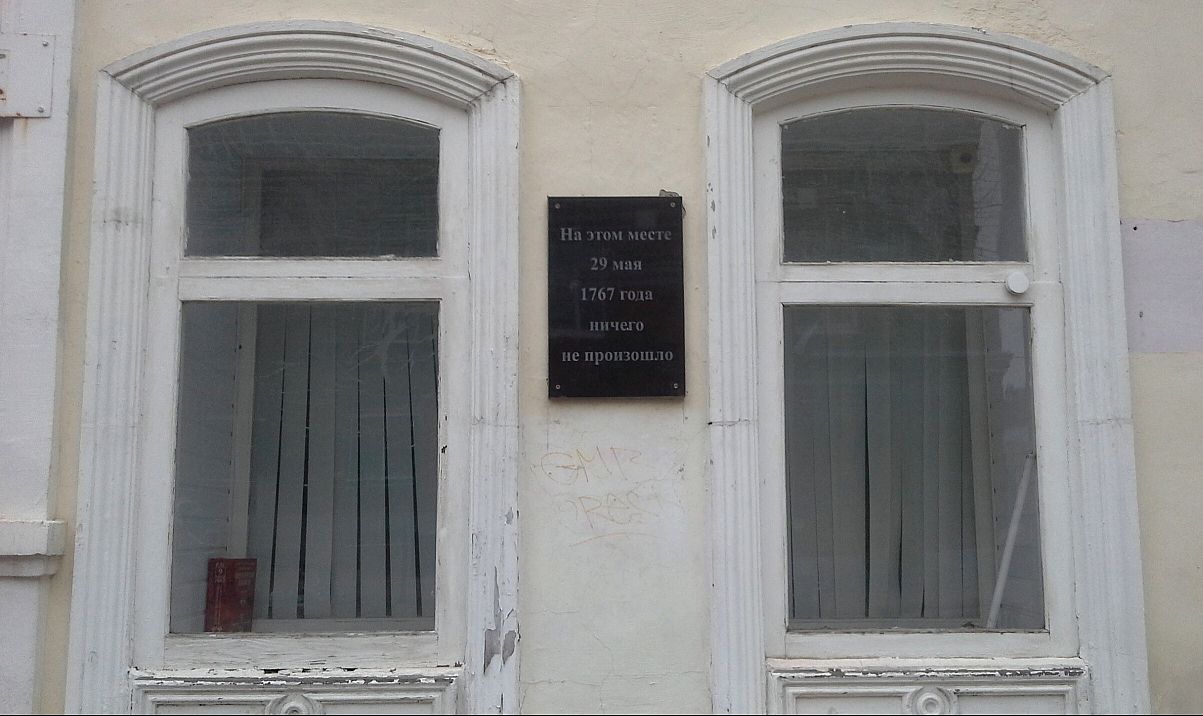 На этом месте
29 мая
1767 года
ничего
не произошло